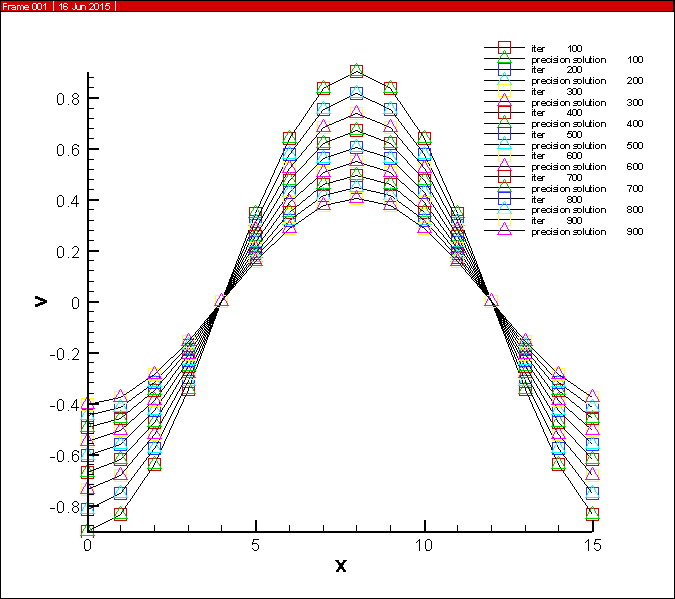 Frame 001 | 16 Jun 2015 |
iter 100
precision solution 100
iter 200
precision solution 200
iter 300
precision solution 300
iter 400
precision solution 400
iter 500
precision solution 500
iter 600
precision solution 600
iter 700
precision solution 700
iter 800
precision solution 800
iter 900
precision solution 900
0.8
0.6
0.4
0.2
0
-0.2
-0.4
-0.6
-0.8
V
0 5 10 15
X